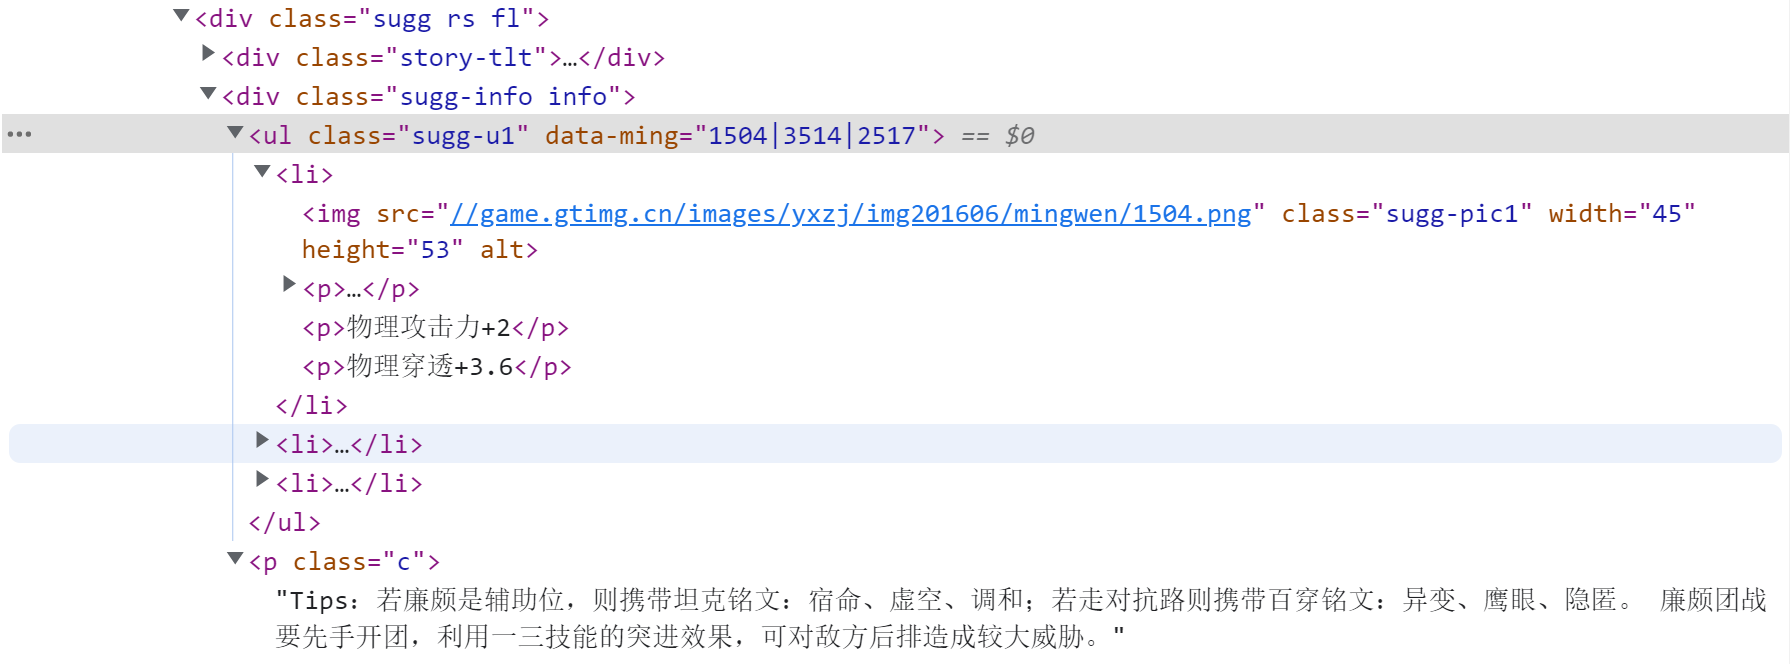 ▼<div class="sugg rs fl">
▶<div class="story-tlt">…</div>
▼<div class="sugg-info info">
••• ▼<ul class="sugg-u1" data-ming="1504|3514|2517"> == $0
▼<li>
<img src="//game.gtimg.cn/images/yxzj/img201606/mingwen/1504.png" class="sugg-pic1" width="45"
height="53" alt>
▶<p>…</p>
<p>物理攻击力+2</p>
<p>物理穿透+3.6</p>
</li>
▶<li>…</li>
▶<li>…</li>
</ul>
▼<p class="c">
"Tips：若廉颇是辅助位，则携带坦克铭文：宿命、虚空、调和；若走对抗路则携带百穿铭文：异变、鹰眼、隐匿。 廉颇团战
要先手开团，利用一三技能的突进效果，可对敌方后排造成较大威胁。"